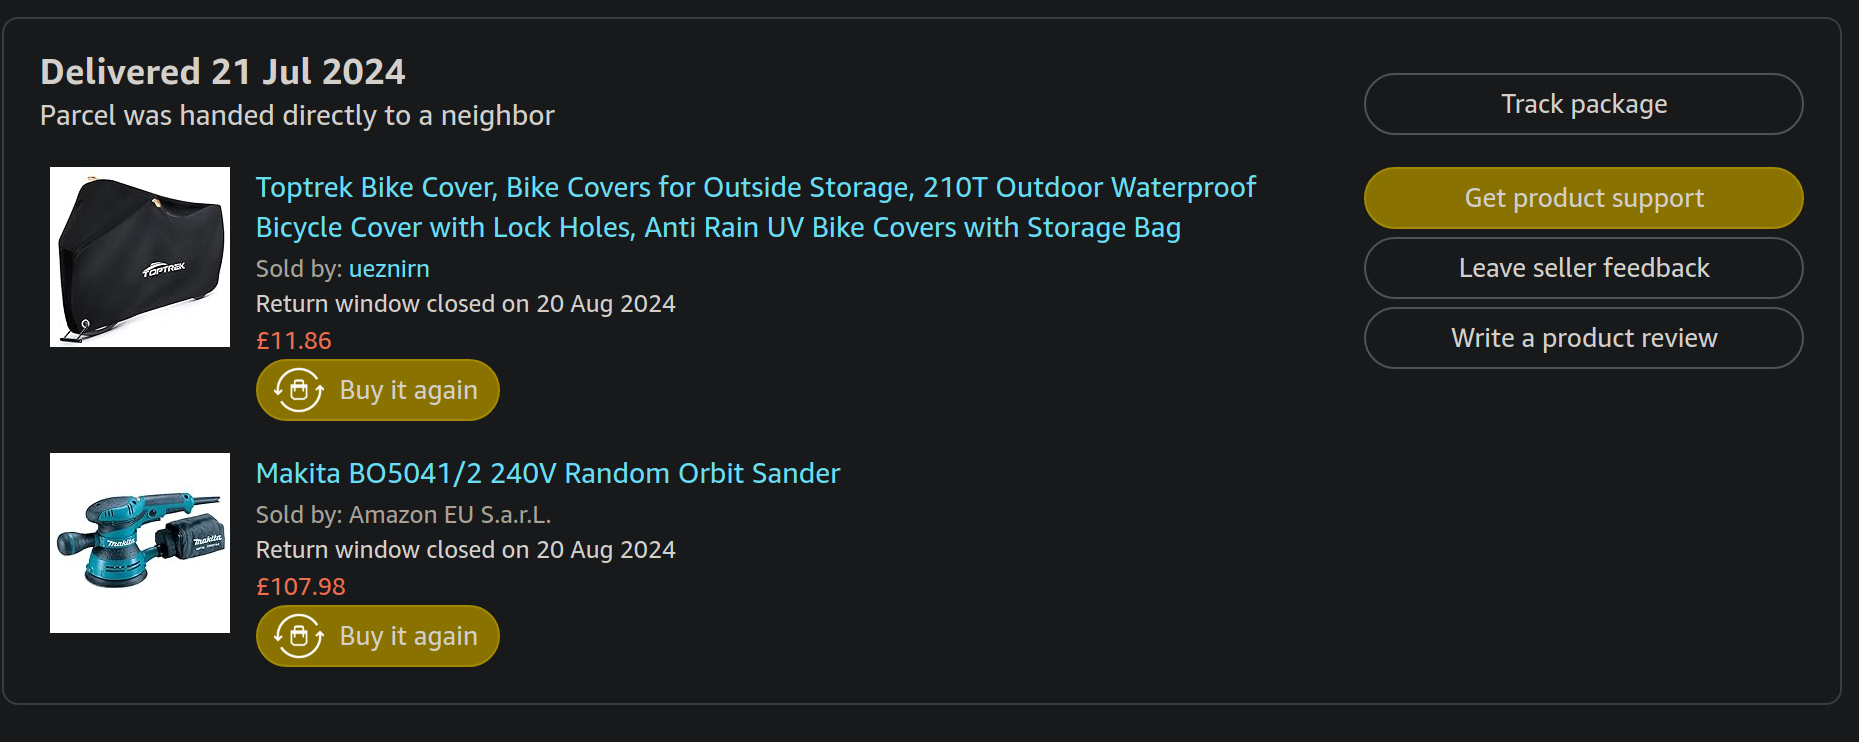 Delivered 21 Jul 2024
Parcel was handed directly to a neighbor
Track package
Toptrek Bike Cover, Bike Covers for Outside Storage, 210T Outdoor Waterproof
Bicycle Cover with Lock Holes, Anti Rain UV Bike Covers with Storage Bag
Sold by: ueznirn
Return window closed on 20 Aug 2024
£11.86
Buy it again
TOPTREK
Get product support
Leave seller feedback
Write a product review
Makita BO5041/2 240V Random Orbit Sander
Sold by: Amazon EU S.a.r.L.
Return window closed on 20 Aug 2024
£107.98
Buy it again
makita
makita